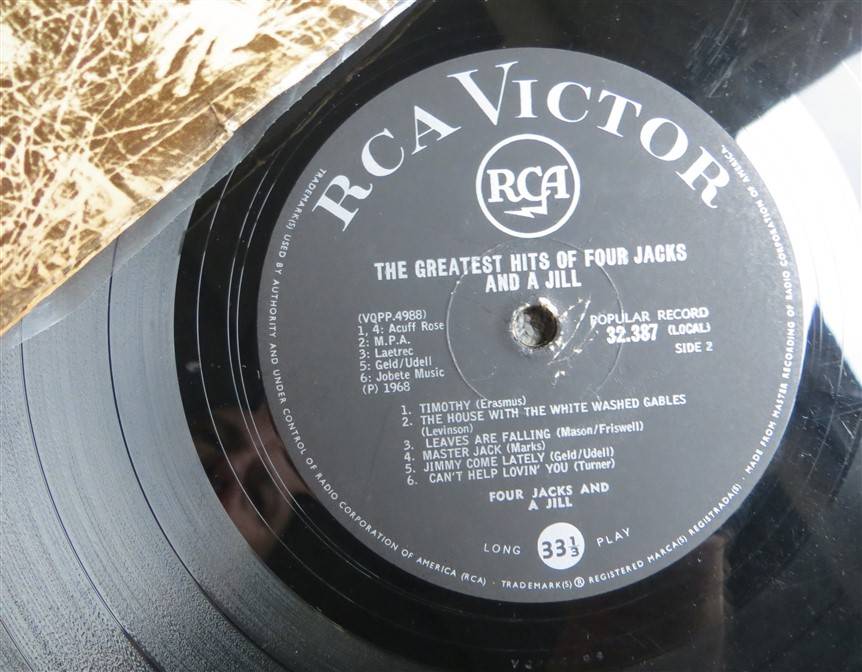 RCA VICTOR
RCA
THE GREATEST HITS OF FOUR JACKS
AND A JILL
(VQPP.4988)
1, 4: Acuff Rose
2: M.P.A.
3: Laetrec
5: Geld/Udell
6: Jobete Music
(P) 1968
POPULAR RECORD
32.387 (LOCAL)
SIDE 2
1. TIMOTHY (Erasmus)
2. THE HOUSE WITH THE WHITE WASHED GABLES
(Levinson)
3. LEAVES ARE FALLING (Mason/Friswell)
4. MASTER JACK (Marks)
5. JIMMY COME LATELY (Geld/Udell)
6. CAN'T HELP LOVIN' YOU (Turner)
FOUR JACKS AND
A JILL
LONG 33 1/3 PLAY
TRADEMARK(S) USED BY AUTHORITY AND UNDER CONTROL OF RADIO CORPORATION OF AMERICA (RCA) · TRADEMARK(S) ® REGISTERED MARCA(S) REGISTRADA(S) · MADE FROM MASTER RECORDING OF RADIO CORPORATION OF AMERICA.